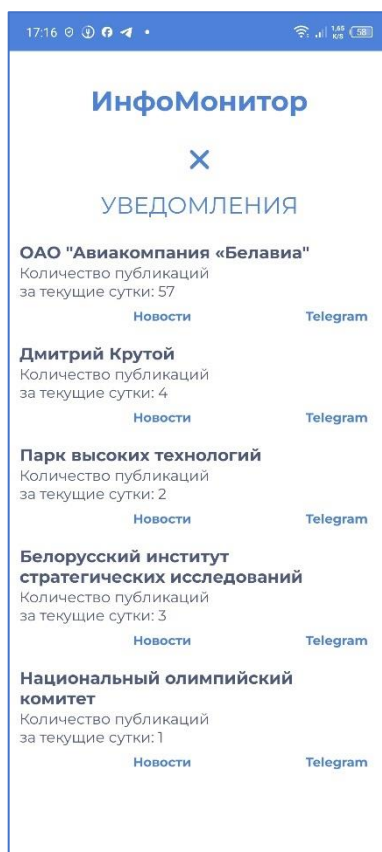 17:16
1,65
K/S
58
ИнфоМонитор
УВЕДОМЛЕНИЯ
ОАО "Авиакомпания «Белавиа"
Количество публикаций
за текущие сутки: 57
Новости Telegram
Дмитрий Крутой
Количество публикаций
за текущие сутки: 4
Новости Telegram
Парк высоких технологий
Количество публикаций
за текущие сутки: 2
Новости Telegram
Белорусский институт
стратегических исследований
Количество публикаций
за текущие сутки: 3
Новости Telegram
Национальный олимпийский
комитет
Количество публикаций
за текущие сутки: 1
Новости Telegram